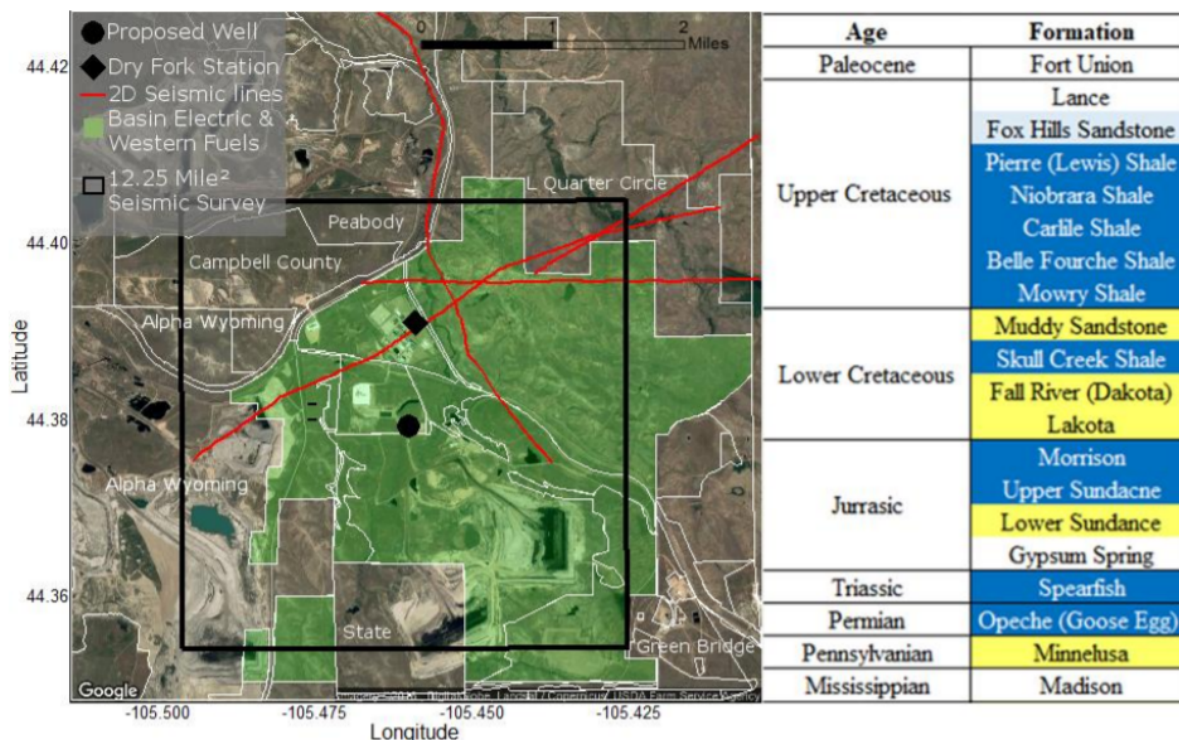 Proposed Well
Dry Fork Station
2D Seismic lines
Basin Electric &
Western Fuels
12.25 Mile²
Seismic Survey
0
1
2
Miles
L Quarter Circle
Peabody
Campbell County
Alpha Wyoming
Alpha Wyoming
State
Green Bridge
Google
44.42
44.40
44.38
44.36
Latitude
-105.500
-105.475
-105.450
-105.425
Longitude
Age Formation
Paleocene Fort Union
Upper Cretaceous
Lance
Fox Hills Sandstone
Pierre (Lewis) Shale
Niobrara Shale
Carlile Shale
Belle Fourche Shale
Mowry Shale
Lower Cretaceous
Muddy Sandstone
Skull Creek Shale
Fall River (Dakota)
Lakota
Jurrasic
Morrison
Upper Sundacne
Lower Sundance
Gypsum Spring
Triassic Spearfish
Permian Opeche (Goose Egg)
Pennsylvanian Minnelusa
Mississippian Madison